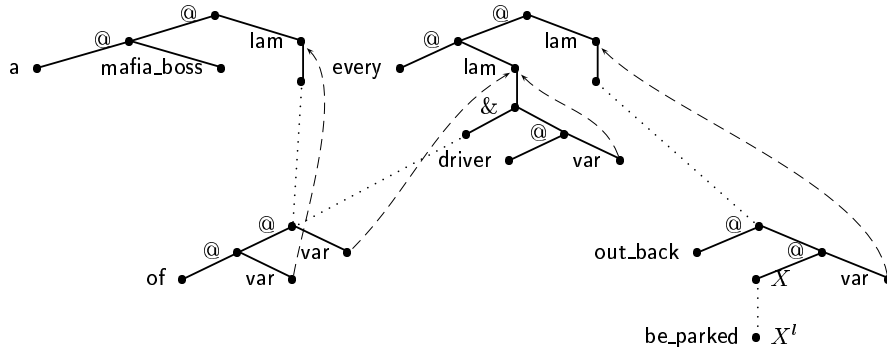 @ @
@ lam @ lam
a mafia_boss every lam
&
@
driver var
@ @
@ var out_back @
of var X var
be_parked X^l